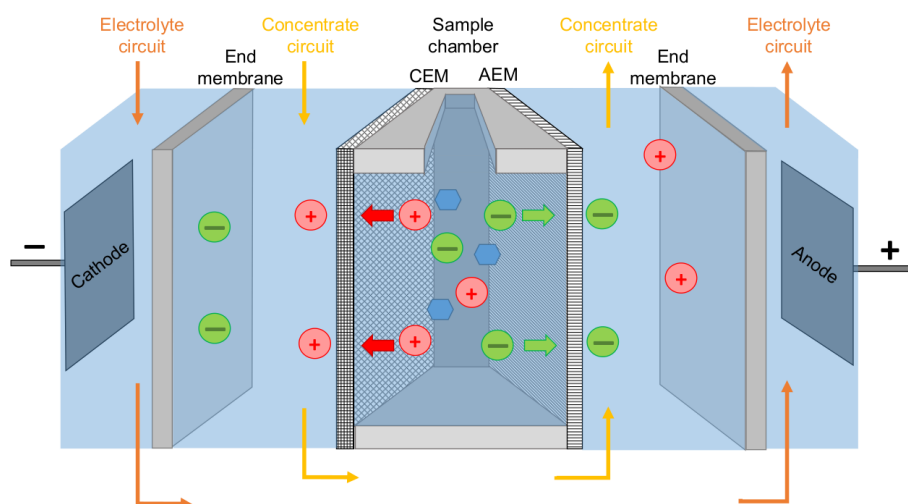 Electrolyte
circuit
End
membrane
Concentrate
circuit
Sample
chamber
CEM
AEM
Concentrate
circuit
End
membrane
Electrolyte
circuit
+
+
+
+
+
+
+
−
−
−
−
−
−
−
−
Cathode
Anode
+